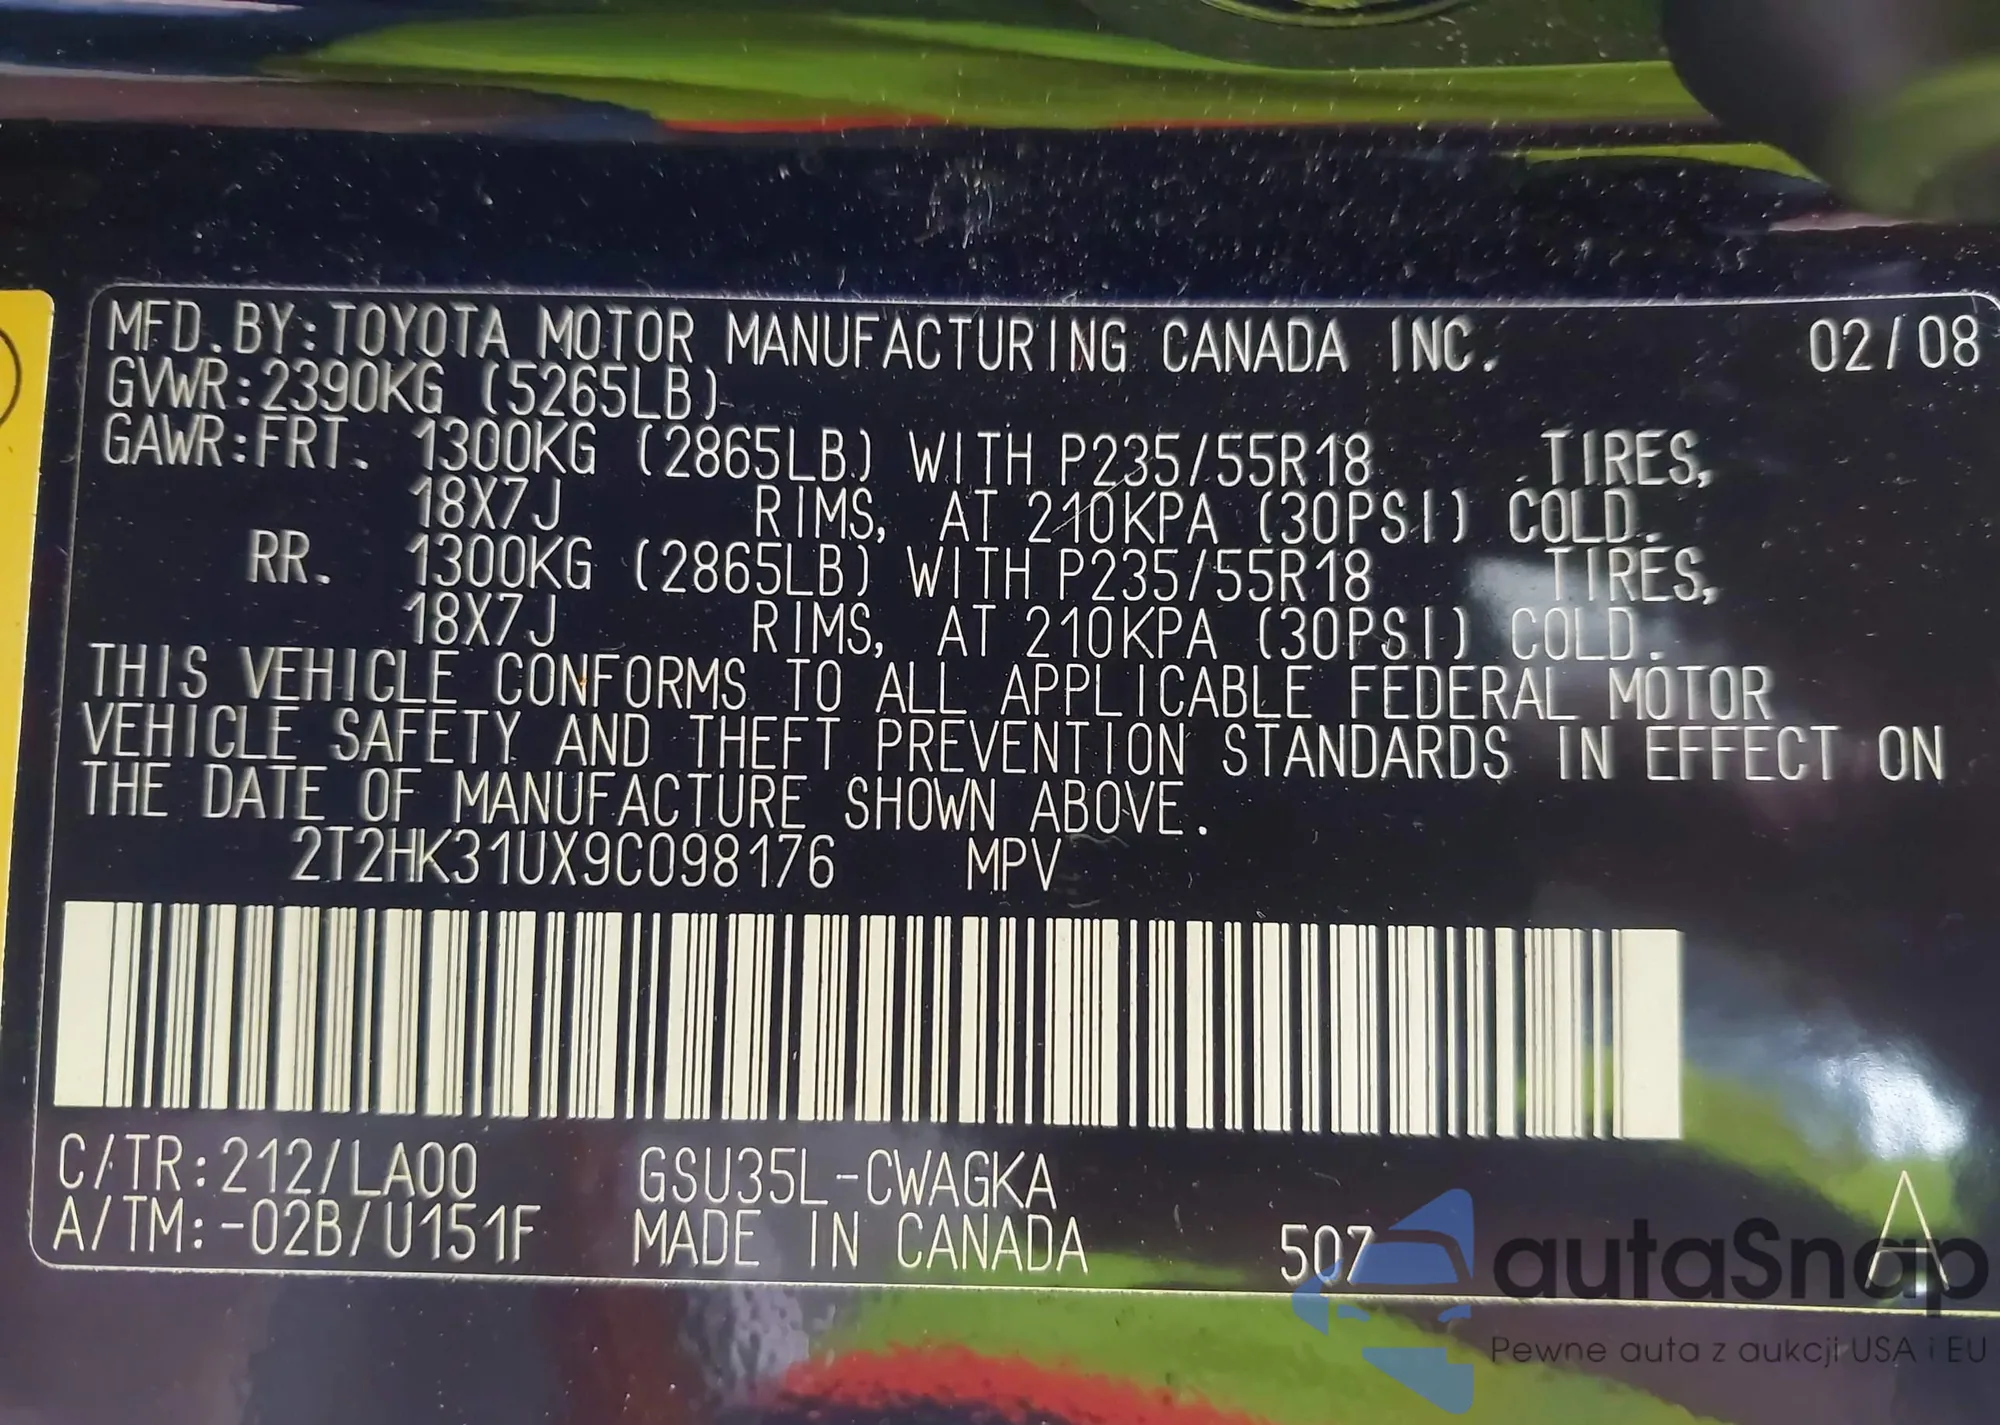 MFD. BY: TOYOTA MOTOR MANUFACTURING CANADA INC. 02/08
GVWR: 2390KG (5265LB)
GAWR: FRT. 1300KG (2865LB) WITH P235/55R18 TIRES,
18X7J RIMS, AT 210KPA (30PSI) COLD.
RR. 1300KG (2865LB) WITH P235/55R18 TIRES,
18X7J RIMS, AT 210KPA (30PSI) COLD.
THIS VEHICLE CONFORMS TO ALL APPLICABLE FEDERAL MOTOR
VEHICLE SAFETY AND THEFT PREVENTION STANDARDS IN EFFECT ON
THE DATE OF MANUFACTURE SHOWN ABOVE.
2T2HK31UX9C098176 MPV
C/TR: 212/LA00 GSU35L-CWAGKA
A/TM: -02B/U151F MADE IN CANADA 507 A
autaSnap
Pewne auta z aukcji USA i EU